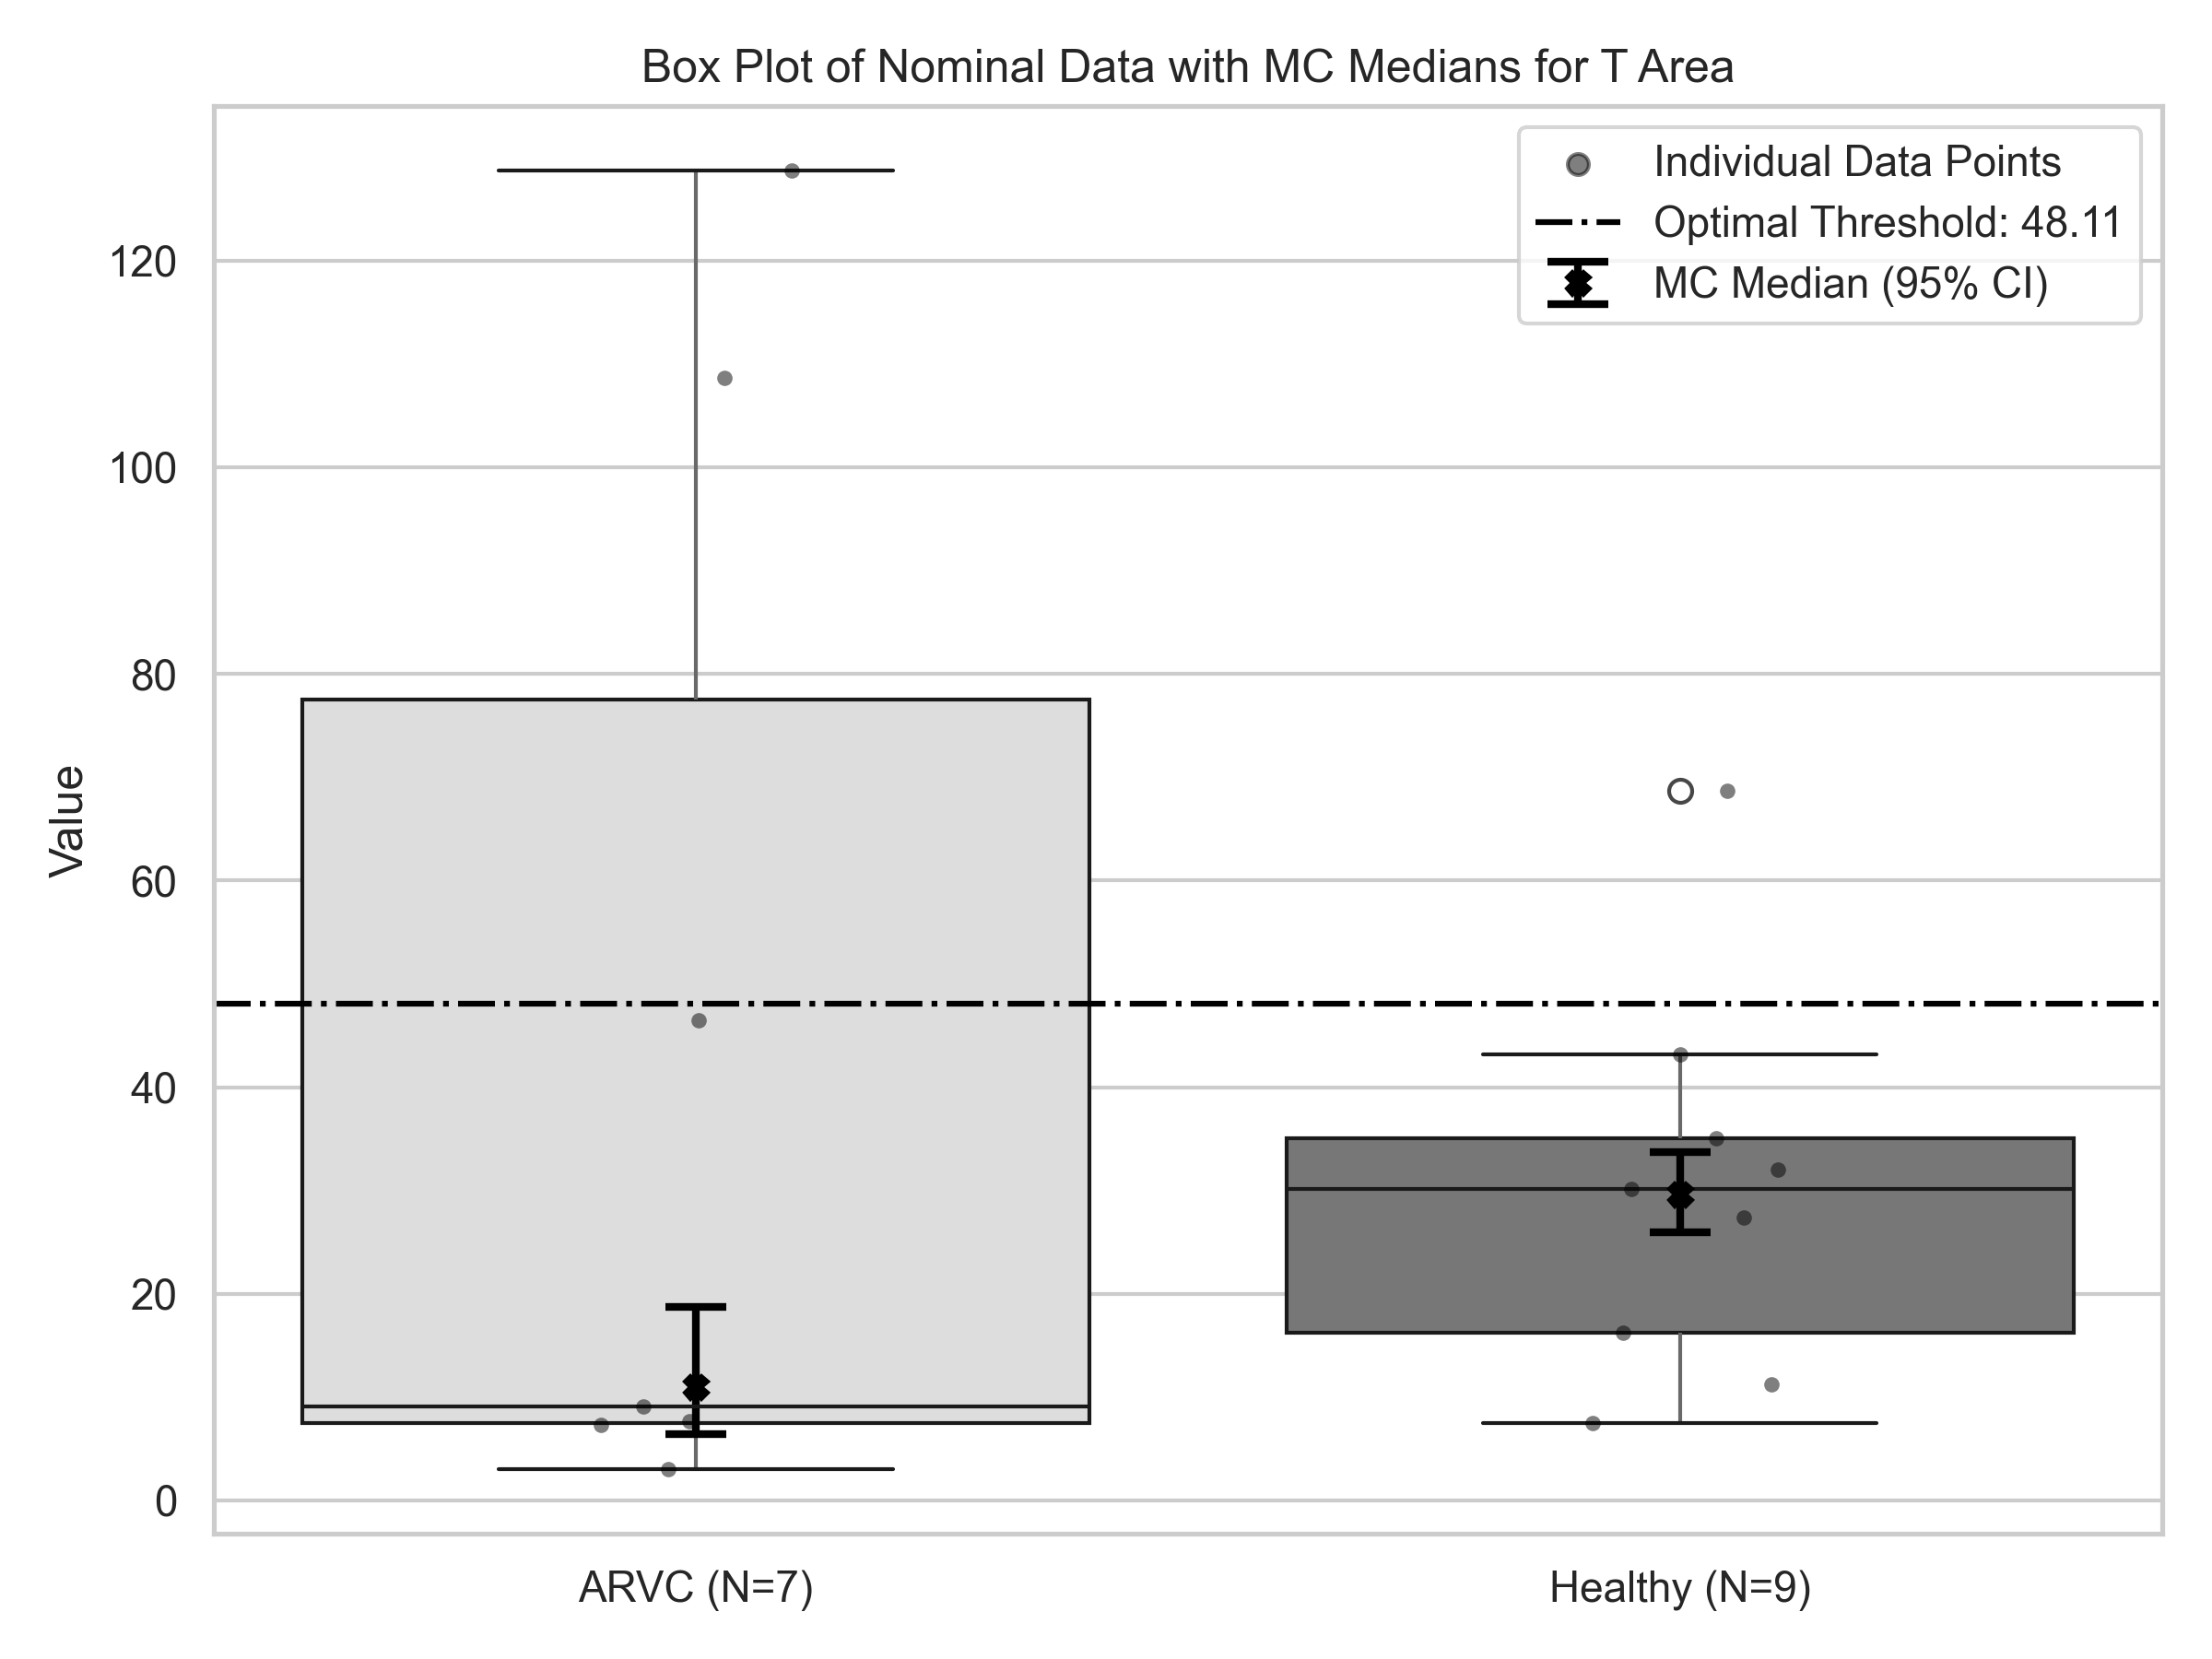 Box Plot of Nominal Data with MC Medians for T Area
Individual Data Points
Optimal Threshold: 48.11
MC Median (95% CI)
120
100
80
60
40
20
0
Value
ARVC (N=7)
Healthy (N=9)